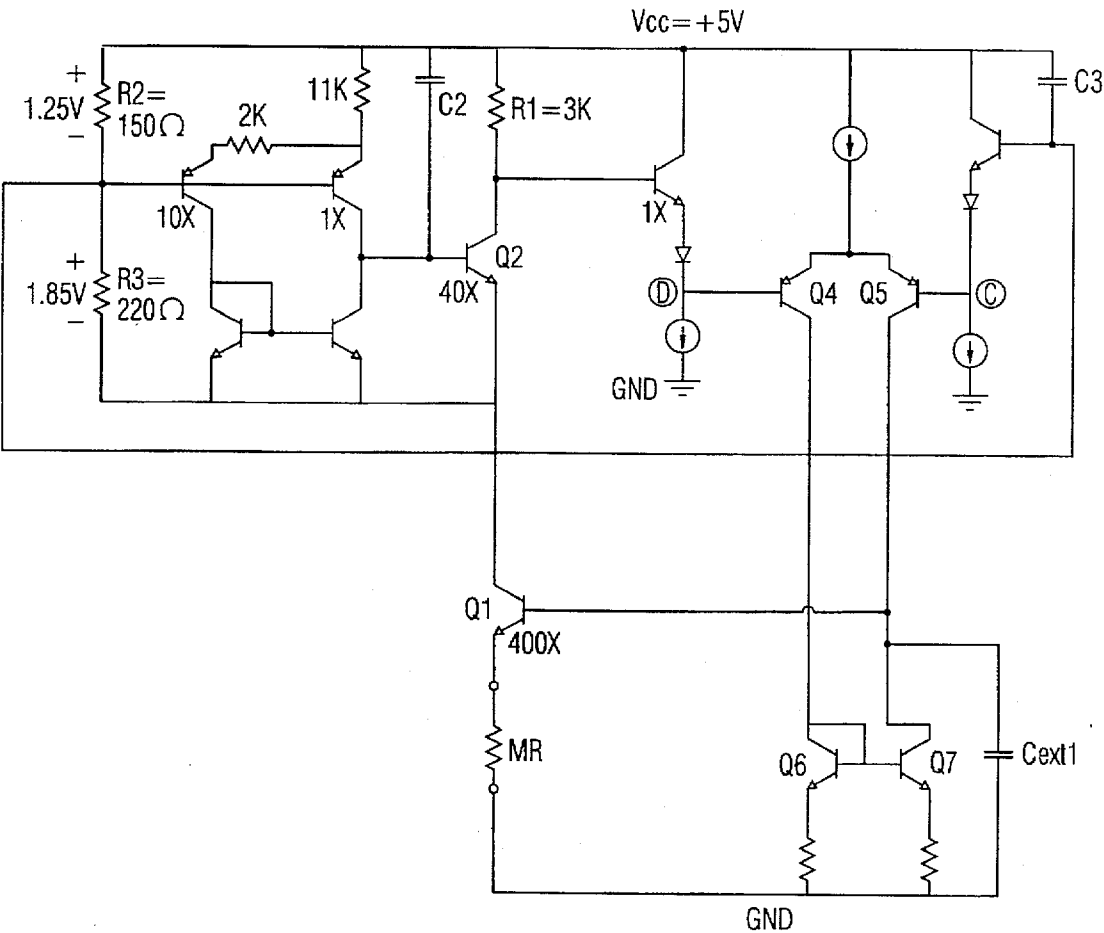 Vcc=+5V
+
1.25V
−
R2=
150Ω
2K
11K
C2
R1=3K
C3
10X
1X
1X
+
1.85V
−
R3=
220Ω
Q2
40X
D
Q4
Q5
C
GND
Q1
400X
MR
Q6
Q7
Cext1
GND